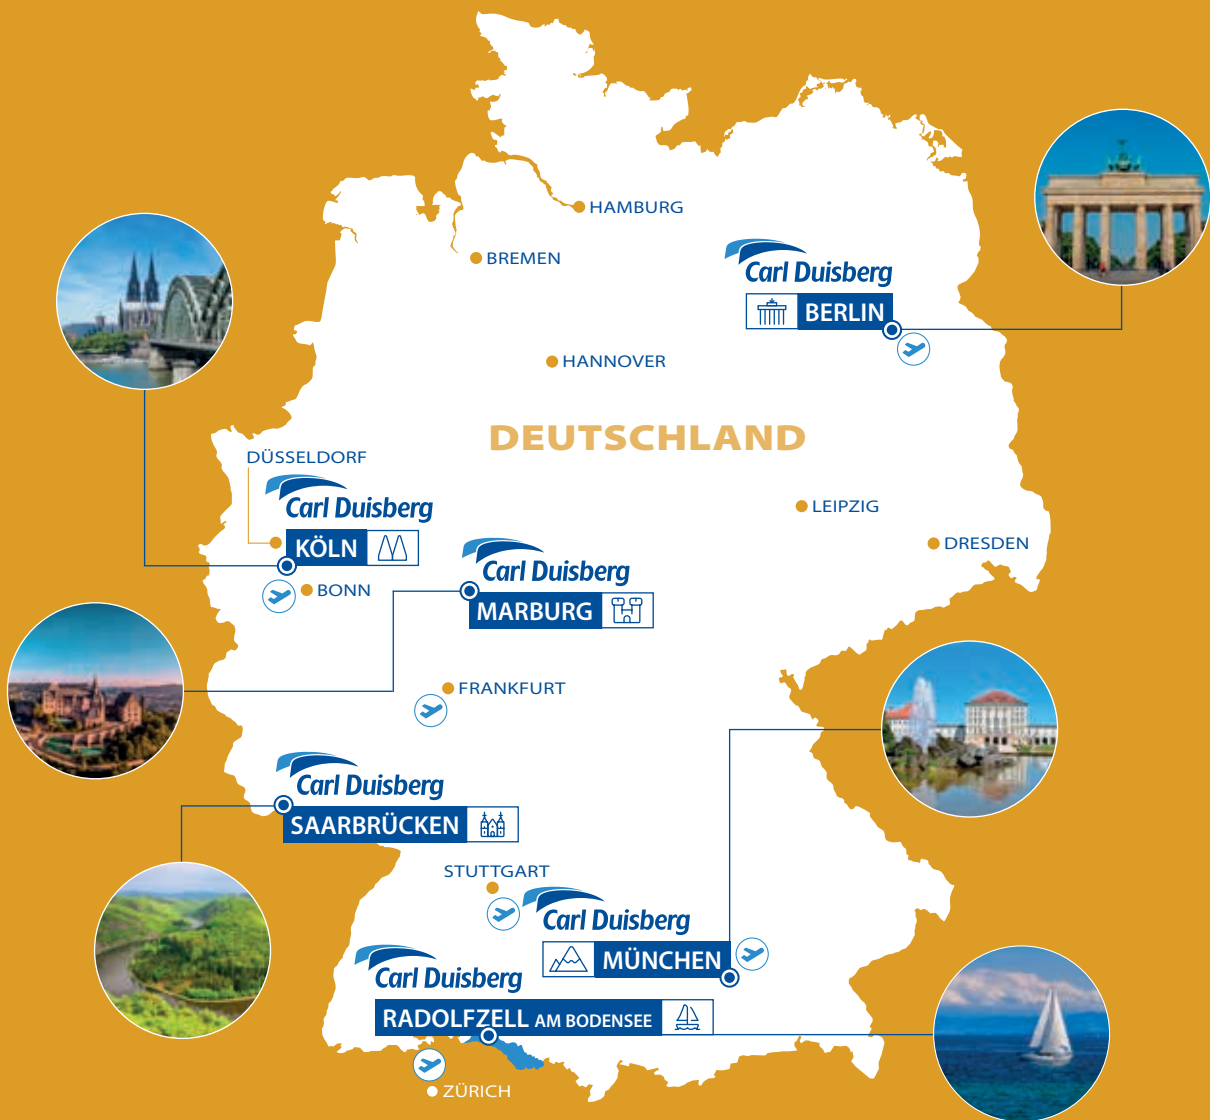 HAMBURG
BREMEN
Carl Duisberg
BERLIN
HANNOVER
DEUTSCHLAND
DÜSSELDORF
Carl Duisberg
KÖLN
LEIPZIG
DRESDEN
BONN
Carl Duisberg
MARBURG
FRANKFURT
Carl Duisberg
SAARBRÜCKEN
STUTTGART
Carl Duisberg
MÜNCHEN
Carl Duisberg
RADOLFZELL AM BODENSEE
ZÜRICH